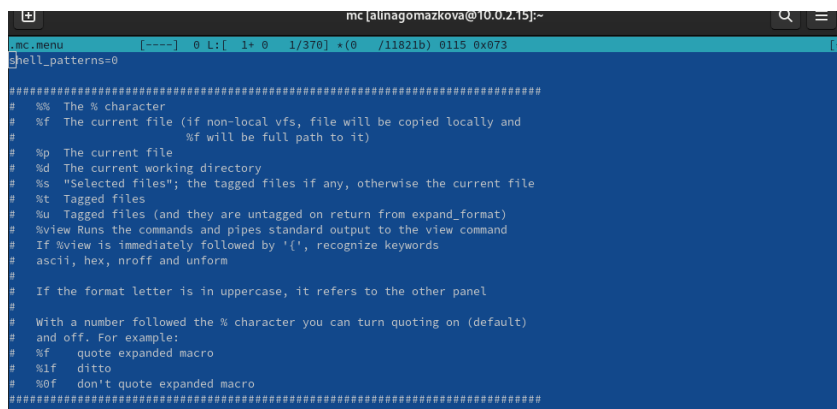 mc [alinagomazkova@10.0.2.15]:~
.mc.menu [----] 0 L:[ 1+ 0 1/370] *(0 /11821b) 0115 0x073 [
shell_patterns=0
###############################################################################
# %% The % character
# %f The current file (if non-local vfs, file will be copied locally and
# %f will be full path to it)
# %p The current file
# %d The current working directory
# %s "Selected files"; the tagged files if any, otherwise the current file
# %t Tagged files
# %u Tagged files (and they are untagged on return from expand_format)
# %view Runs the commands and pipes standard output to the view command
# If %view is immediately followed by '{', recognize keywords
# ascii, hex, nroff and unform
#
# If the format letter is in uppercase, it refers to the other panel
#
# With a number followed the % character you can turn quoting on (default)
# and off. For example:
# %f quote expanded macro
# %1f ditto
# %0f don't quote expanded macro
###############################################################################